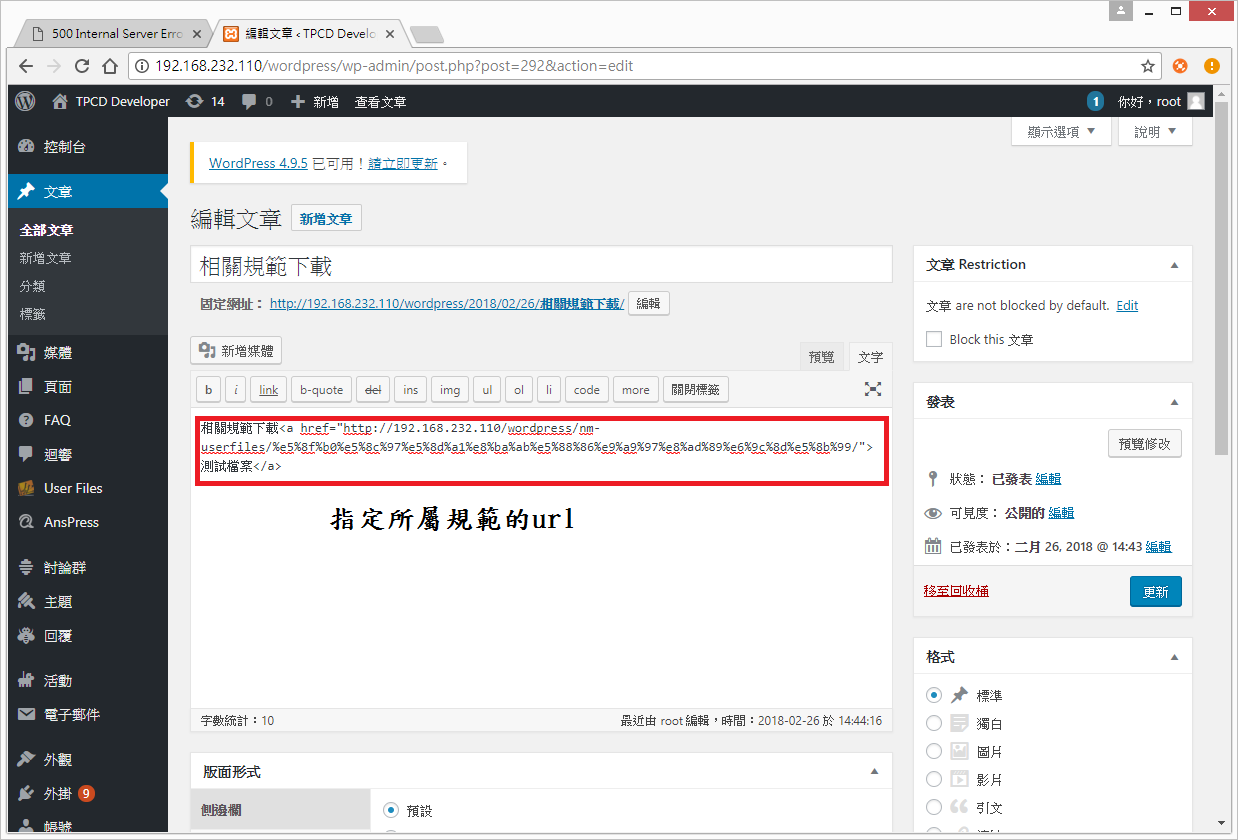 500 Internal Server Erro
編輯文章 ‹ TPCD Develo
192.168.232.110/wordpress/wp-admin/post.php?post=292&action=edit
TPCD Developer 14 0 新增 查看文章 1 你好，root
顯示選項 說明
控制台
文章
全部文章
新增文章
分類
標籤
媒體
頁面
FAQ
迴響
User Files
AnsPress
討論群
主題
回覆
活動
電子郵件
外觀
外掛 9
帳號
WordPress 4.9.5 已可用！請立即更新。
編輯文章 新增文章
相關規範下載
固定網址： http://192.168.232.110/wordpress/2018/02/26/相關規範下載/ 編輯
新增媒體 預覽 文字
b i link b-quote del ins img ul ol li code more 關閉標籤
相關規範下載<a href="http://192.168.232.110/wordpress/nm-
userfiles/%e5%8f%b0%e5%8c%97%e5%8d%a1%e8%ba%ab%e5%88%86%e9%a9%97%e8%ad%89%e6%9c%8d%e5%8b%99/">
測試檔案</a>
指定所屬規範的url
字數統計：10 最近由 root 編輯，時間：2018-02-26 於 14:44:16
版面形式
側邊欄 預設
文章 Restriction
文章 are not blocked by default. Edit
Block this 文章
發表
預覽修改
狀態： 已發表 編輯
可見度： 公開的 編輯
已發表於：二月 26, 2018 @ 14:43 編輯
移至回收桶 更新
格式
標準
獨白
圖片
影片
引文